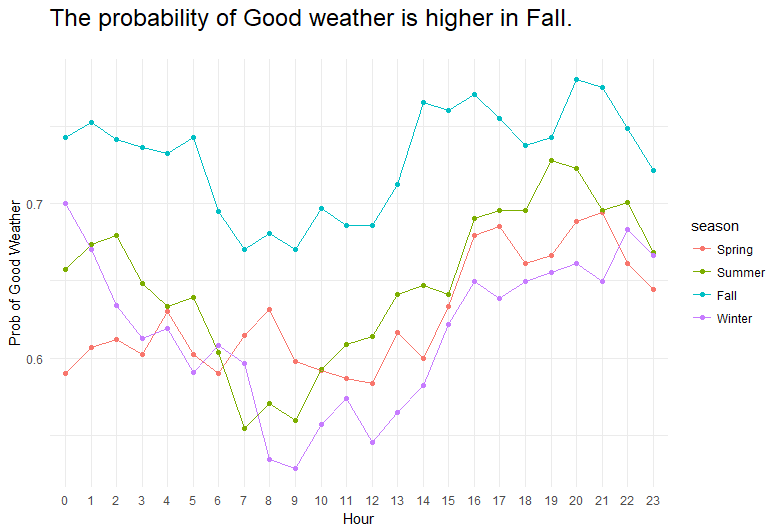 The probability of Good weather is higher in Fall.
Prob of Good Weather
0.7
0.6
0 1 2 3 4 5 6 7 8 9 10 11 12 13 14 15 16 17 18 19 20 21 22 23
Hour
season
Spring
Summer
Fall
Winter